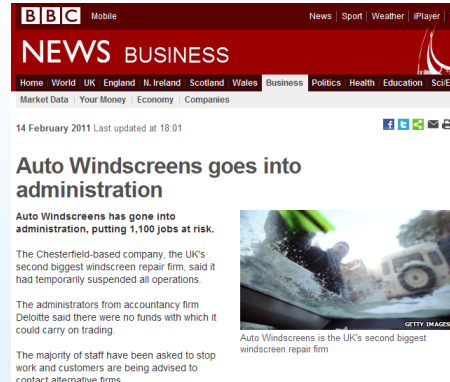 BBC Mobile News Sport Weather iPlayer
NEWS BUSINESS
Home World UK England N. Ireland Scotland Wales Business Politics Health Education
Market Data Your Money Economy Companies
14 February 2011 Last updated at 18:01
Auto Windscreens goes into
administration
Auto Windscreens has gone into
administration, putting 1,100 jobs at risk.
The Chesterfield-based company, the UK's
second biggest windscreen repair firm, said it
had temporarily suspended all operations.
The administrators from accountancy firm
Deloitte said there were no funds with which it
could carry on trading.
The majority of staff have been asked to stop
work and customers are being advised to
contact alternative firms
GETTY IMAGES
Auto Windscreens is the UK's second biggest
windscreen repair firm